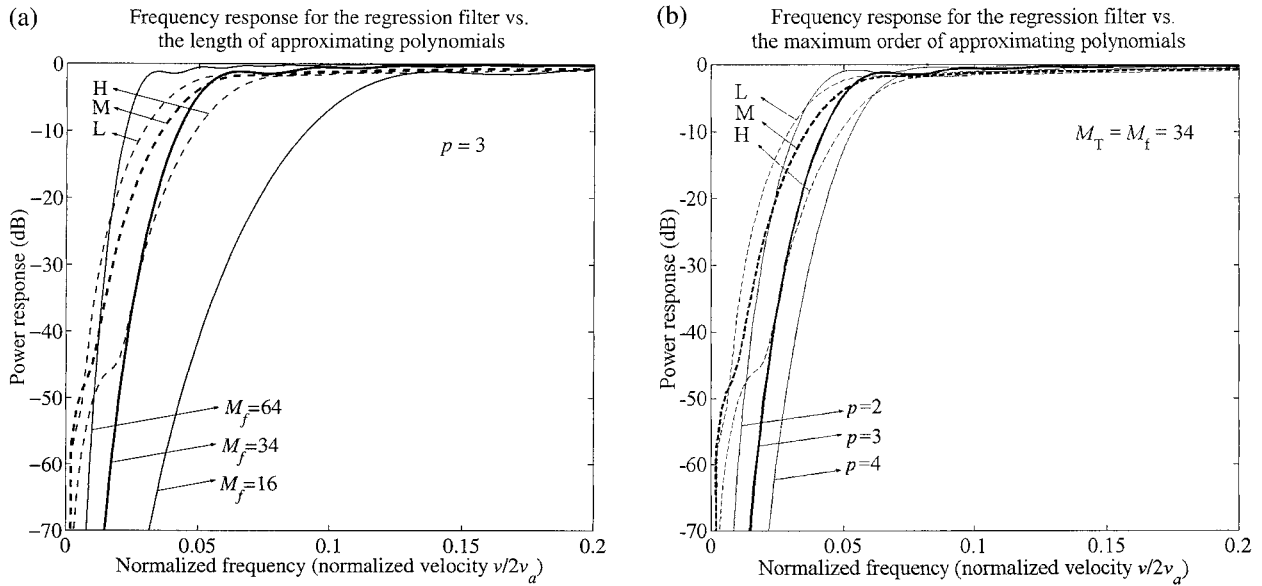 (a)
Frequency response for the regression filter vs.
the length of approximating polynomials
Power response (dB)
0
−10
−20
−30
−40
−50
−60
−70
H
M
L
p = 3
M_f=64
M_f=34
M_f=16
0
0.05
0.1
0.15
0.2
Normalized frequency (normalized velocity v/2v_a)
(b)
Frequency response for the regression filter vs.
the maximum order of approximating polynomials
Power response (dB)
0
-10
-20
-30
-40
-50
-60
-70
L
M
H
M_T = M_f = 34
p=2
p=3
p=4
0
0.05
0.1
0.15
0.2
Normalized frequency (normalized velocity v/2v_a)